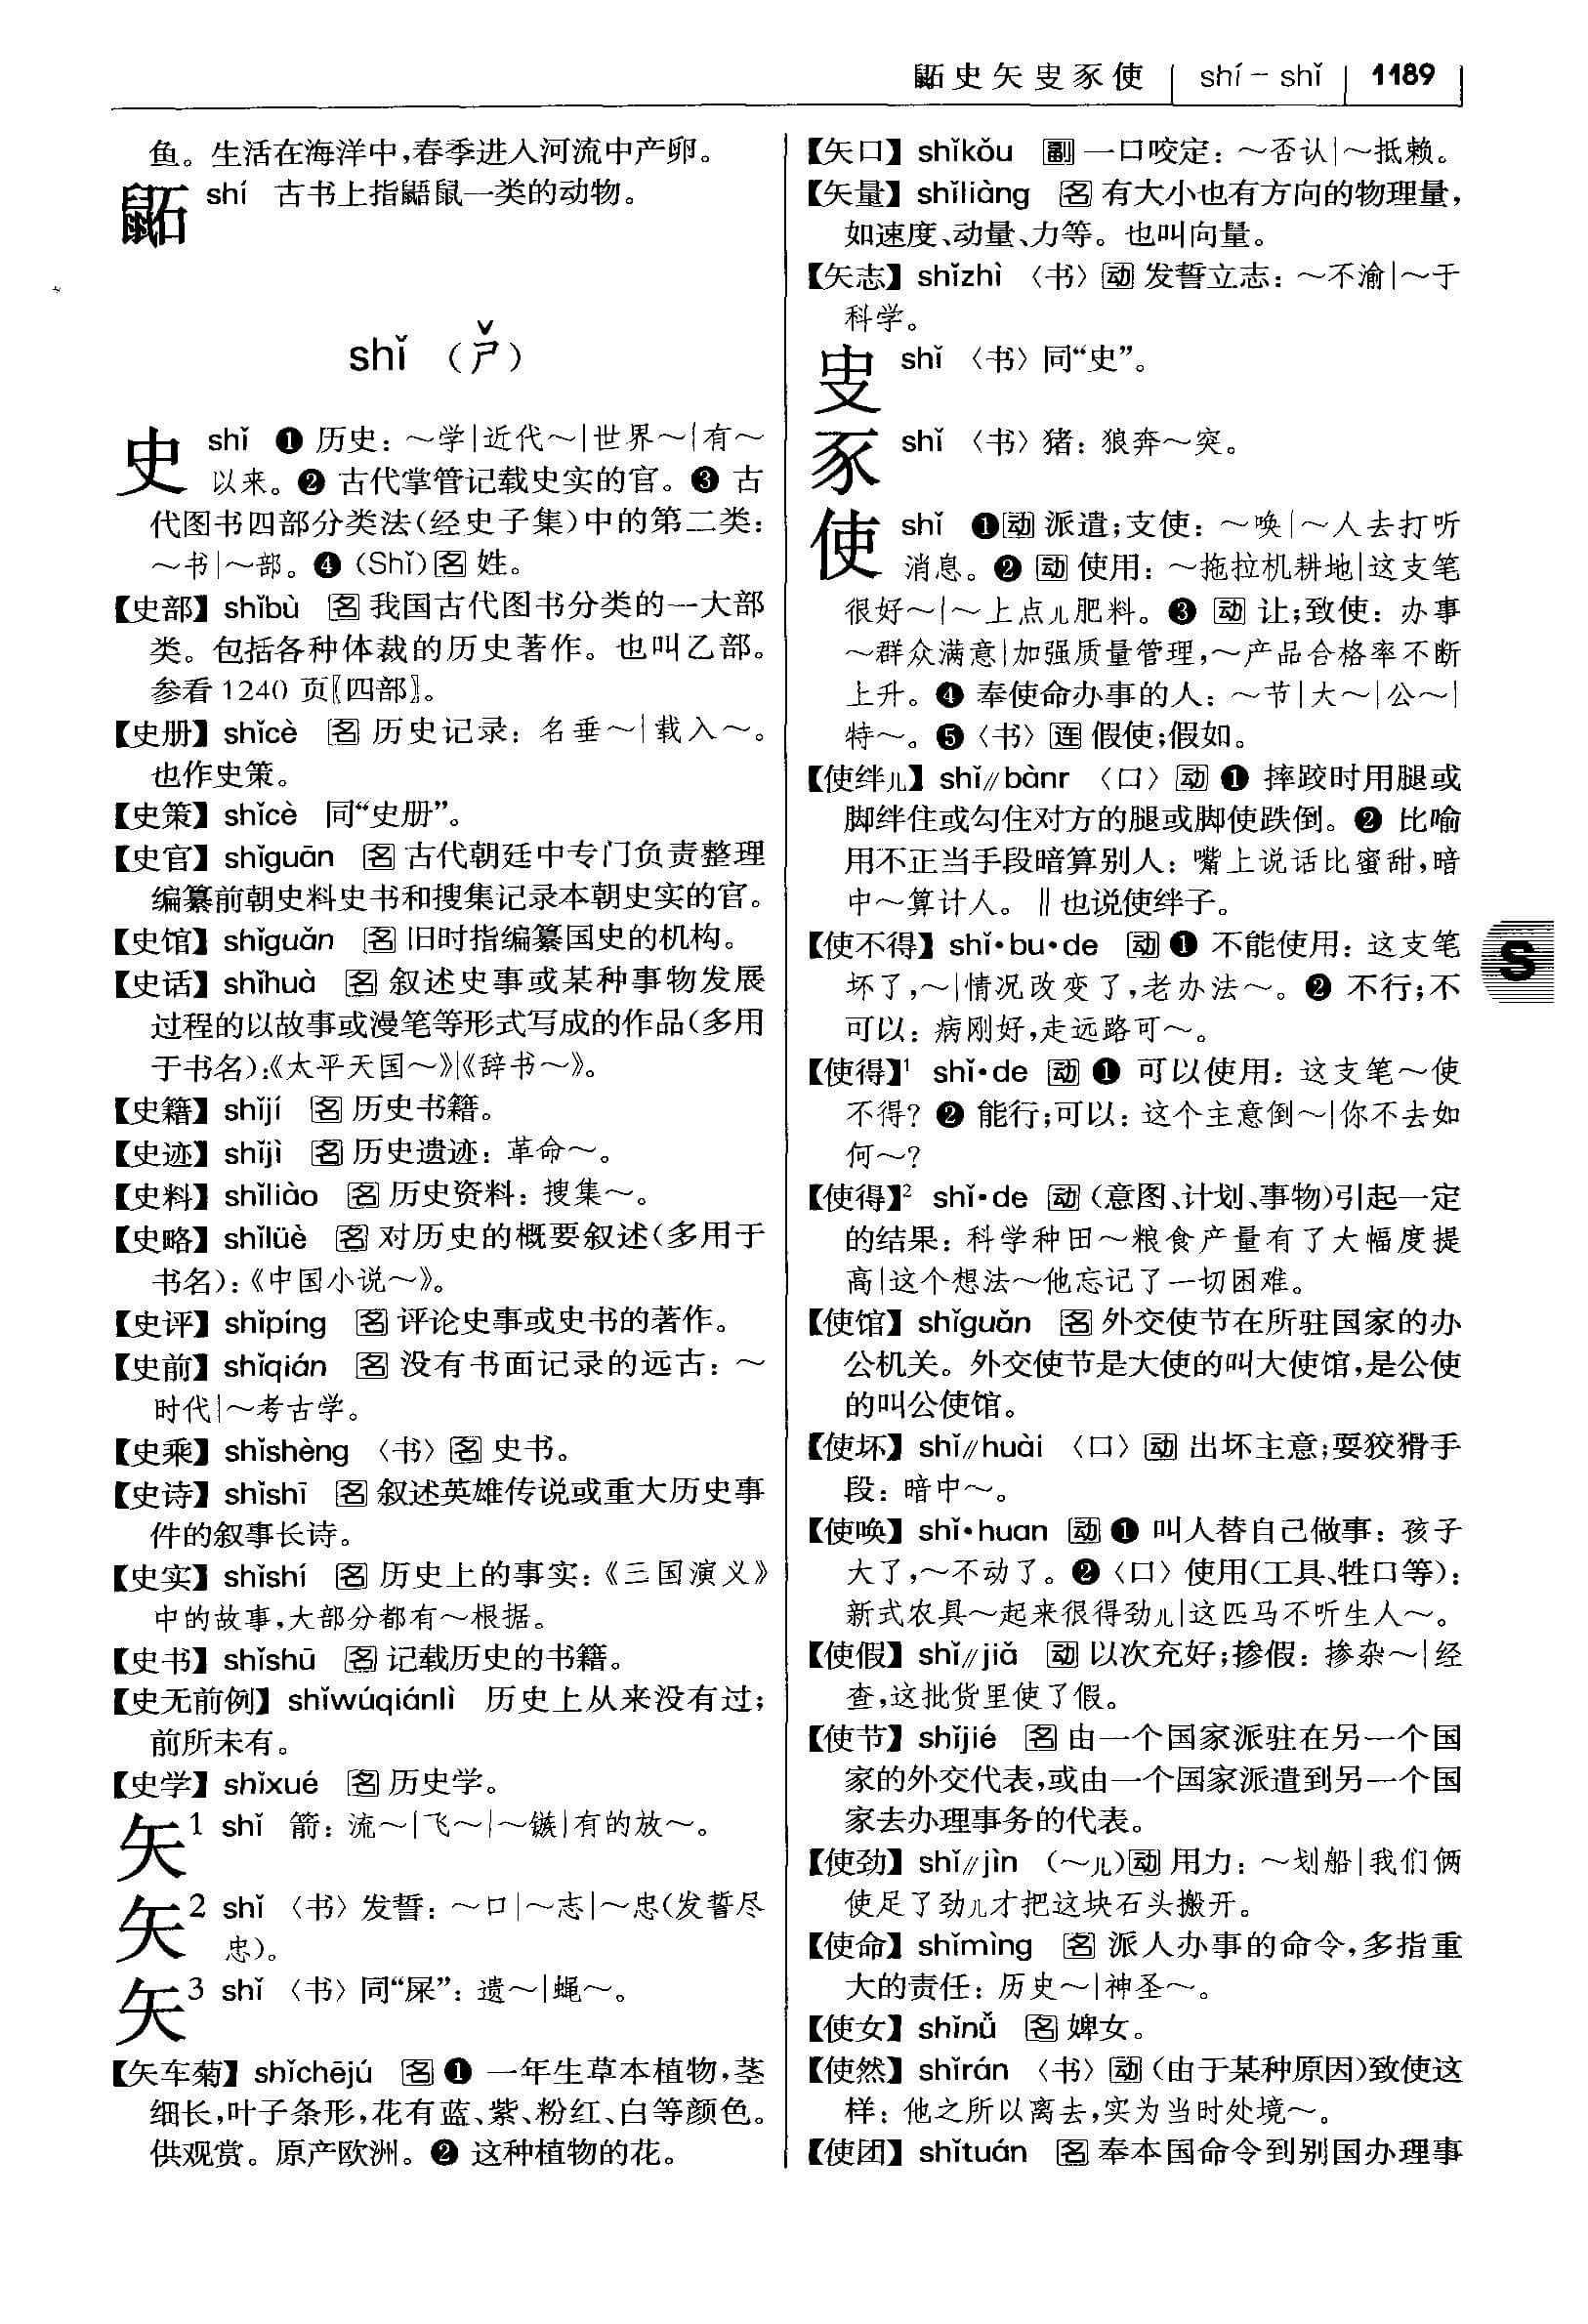 鼫史矢叓豕使 shí－shǐ 1189
鱼。生活在海洋中，春季进入河流中产卵。
鼫 shí 古书上指鼯鼠一类的动物。
shǐ（ㄕˇ）
史 shǐ ❶ 历史：～学｜近代～｜世界～｜有～
以来。❷ 古代掌管记载史实的官。❸ 古
代图书四部分类法（经史子集）中的第二类：
～书｜～部。❹（Shǐ）名 姓。
【史部】shǐbù 名 我国古代图书分类的一大部
类。包括各种体裁的历史著作。也叫乙部。
参看 1240 页〖四部〗。
【史册】shǐcè 名 历史记录：名垂～｜载入～。
也作史策。
【史策】shǐcè 同“史册”。
【史官】shǐguān 名 古代朝廷中专门负责整理
编纂前朝史料史书和搜集记录本朝史实的官。
【史馆】shǐguǎn 名 旧时指编纂国史的机构。
【史话】shǐhuà 名 叙述史事或某种事物发展
过程的以故事或漫笔等形式写成的作品（多用
于书名）：《太平天国～》｜《辞书～》。
【史籍】shǐjí 名 历史书籍。
【史迹】shǐjì 名 历史遗迹：革命～。
【史料】shǐliào 名 历史资料：搜集～。
【史略】shǐlüè 名 对历史的概要叙述（多用于
书名）：《中国小说～》。
【史评】shǐpíng 名 评论史事或史书的著作。
【史前】shǐqián 名 没有书面记录的远古：～
时代｜～考古学。
【史乘】shǐshèng 〈书〉名 史书。
【史诗】shǐshī 名 叙述英雄传说或重大历史事
件的叙事长诗。
【史实】shǐshí 名 历史上的事实：《三国演义》
中的故事，大部分都有～根据。
【史书】shǐshū 名 记载历史的书籍。
【史无前例】shǐwúqiánlì 历史上从来没有过；
前所未有。
【史学】shǐxué 名 历史学。
矢1 shǐ 箭：流～｜飞～｜～镞｜有的放～。
矢2 shǐ 〈书〉发誓：～口｜～志｜～忠（发誓尽
忠）。
矢3 shǐ 〈书〉同“屎”：遗～｜蝇～。
【矢车菊】shǐchējú 名 ❶ 一年生草本植物，茎
细长，叶子条形，花有蓝、紫、粉红、白等颜色。
供观赏。原产欧洲。❷ 这种植物的花。
【矢口】shǐkǒu 副 一口咬定：～否认｜～抵赖。
【矢量】shǐliàng 名 有大小也有方向的物理量，
如速度、动量、力等。也叫向量。
【矢志】shǐzhì 〈书〉动 发誓立志：～不渝｜～于
科学。
叓 shǐ 〈书〉同“史”。
豕 shǐ 〈书〉猪：狼奔～突。
使 shǐ ❶ 动 派遣；支使：～唤｜～人去打听
消息。❷ 动 使用：～拖拉机耕地｜这支笔
很好～｜～上点儿肥料。❸ 动 让；致使：办事
～群众满意｜加强质量管理，～产品合格率不断
上升。❹ 奉使命办事的人：～节｜大～｜公～｜
特～。❺〈书〉连 假使；假如。
【使绊儿】shǐ//bànr 〈口〉动 ❶ 摔跤时用腿或
脚绊住或勾住对方的腿或脚使跌倒。❷ 比喻
用不正当手段暗算别人：嘴上说话比蜜甜，暗
中～算计人。‖也说使绊子。
【使不得】shǐ·bu·de 动 ❶ 不能使用：这支笔
坏了，～｜情况改变了，老办法～。❷ 不行；不
可以：病刚好，走远路可～。
【使得】1 shǐ·de 动 ❶ 可以使用：这支笔～使
不得？❷ 能行；可以：这个主意倒～｜你不去如
何～？
【使得】2 shǐ·de 动（意图、计划、事物）引起一定
的结果：科学种田～粮食产量有了大幅度提
高｜这个想法～他忘记了一切困难。
【使馆】shǐguǎn 名 外交使节在所驻国家的办
公机关。外交使节是大使的叫大使馆，是公使
的叫公使馆。
【使坏】shǐ//huài 〈口〉动 出坏主意；耍狡猾手
段：暗中～。
【使唤】shǐ·huan 动 ❶ 叫人替自己做事：孩子
大了，～不动了。❷〈口〉使用（工具、牲口等）：
新式农具～起来很得劲儿｜这匹马不听生人～。
【使假】shǐ//jiǎ 动 以次充好；掺假：掺杂～｜经
查，这批货里使了假。
【使节】shǐjié 名 由一个国家派驻在另一个国
家的外交代表，或由一个国家派遣到另一个国
家去办理事务的代表。
【使劲】shǐ//jìn （～儿）动 用力：～划船｜我们俩
使足了劲儿才把这块石头搬开。
【使命】shǐmìng 名 派人办事的命令，多指重
大的责任：历史～｜神圣～。
【使女】shǐnǚ 名 婢女。
【使然】shǐrán 〈书〉动（由于某种原因）致使这
样：他之所以离去，实为当时处境～。
【使团】shǐtuán 名 奉本国命令到别国办理事
S